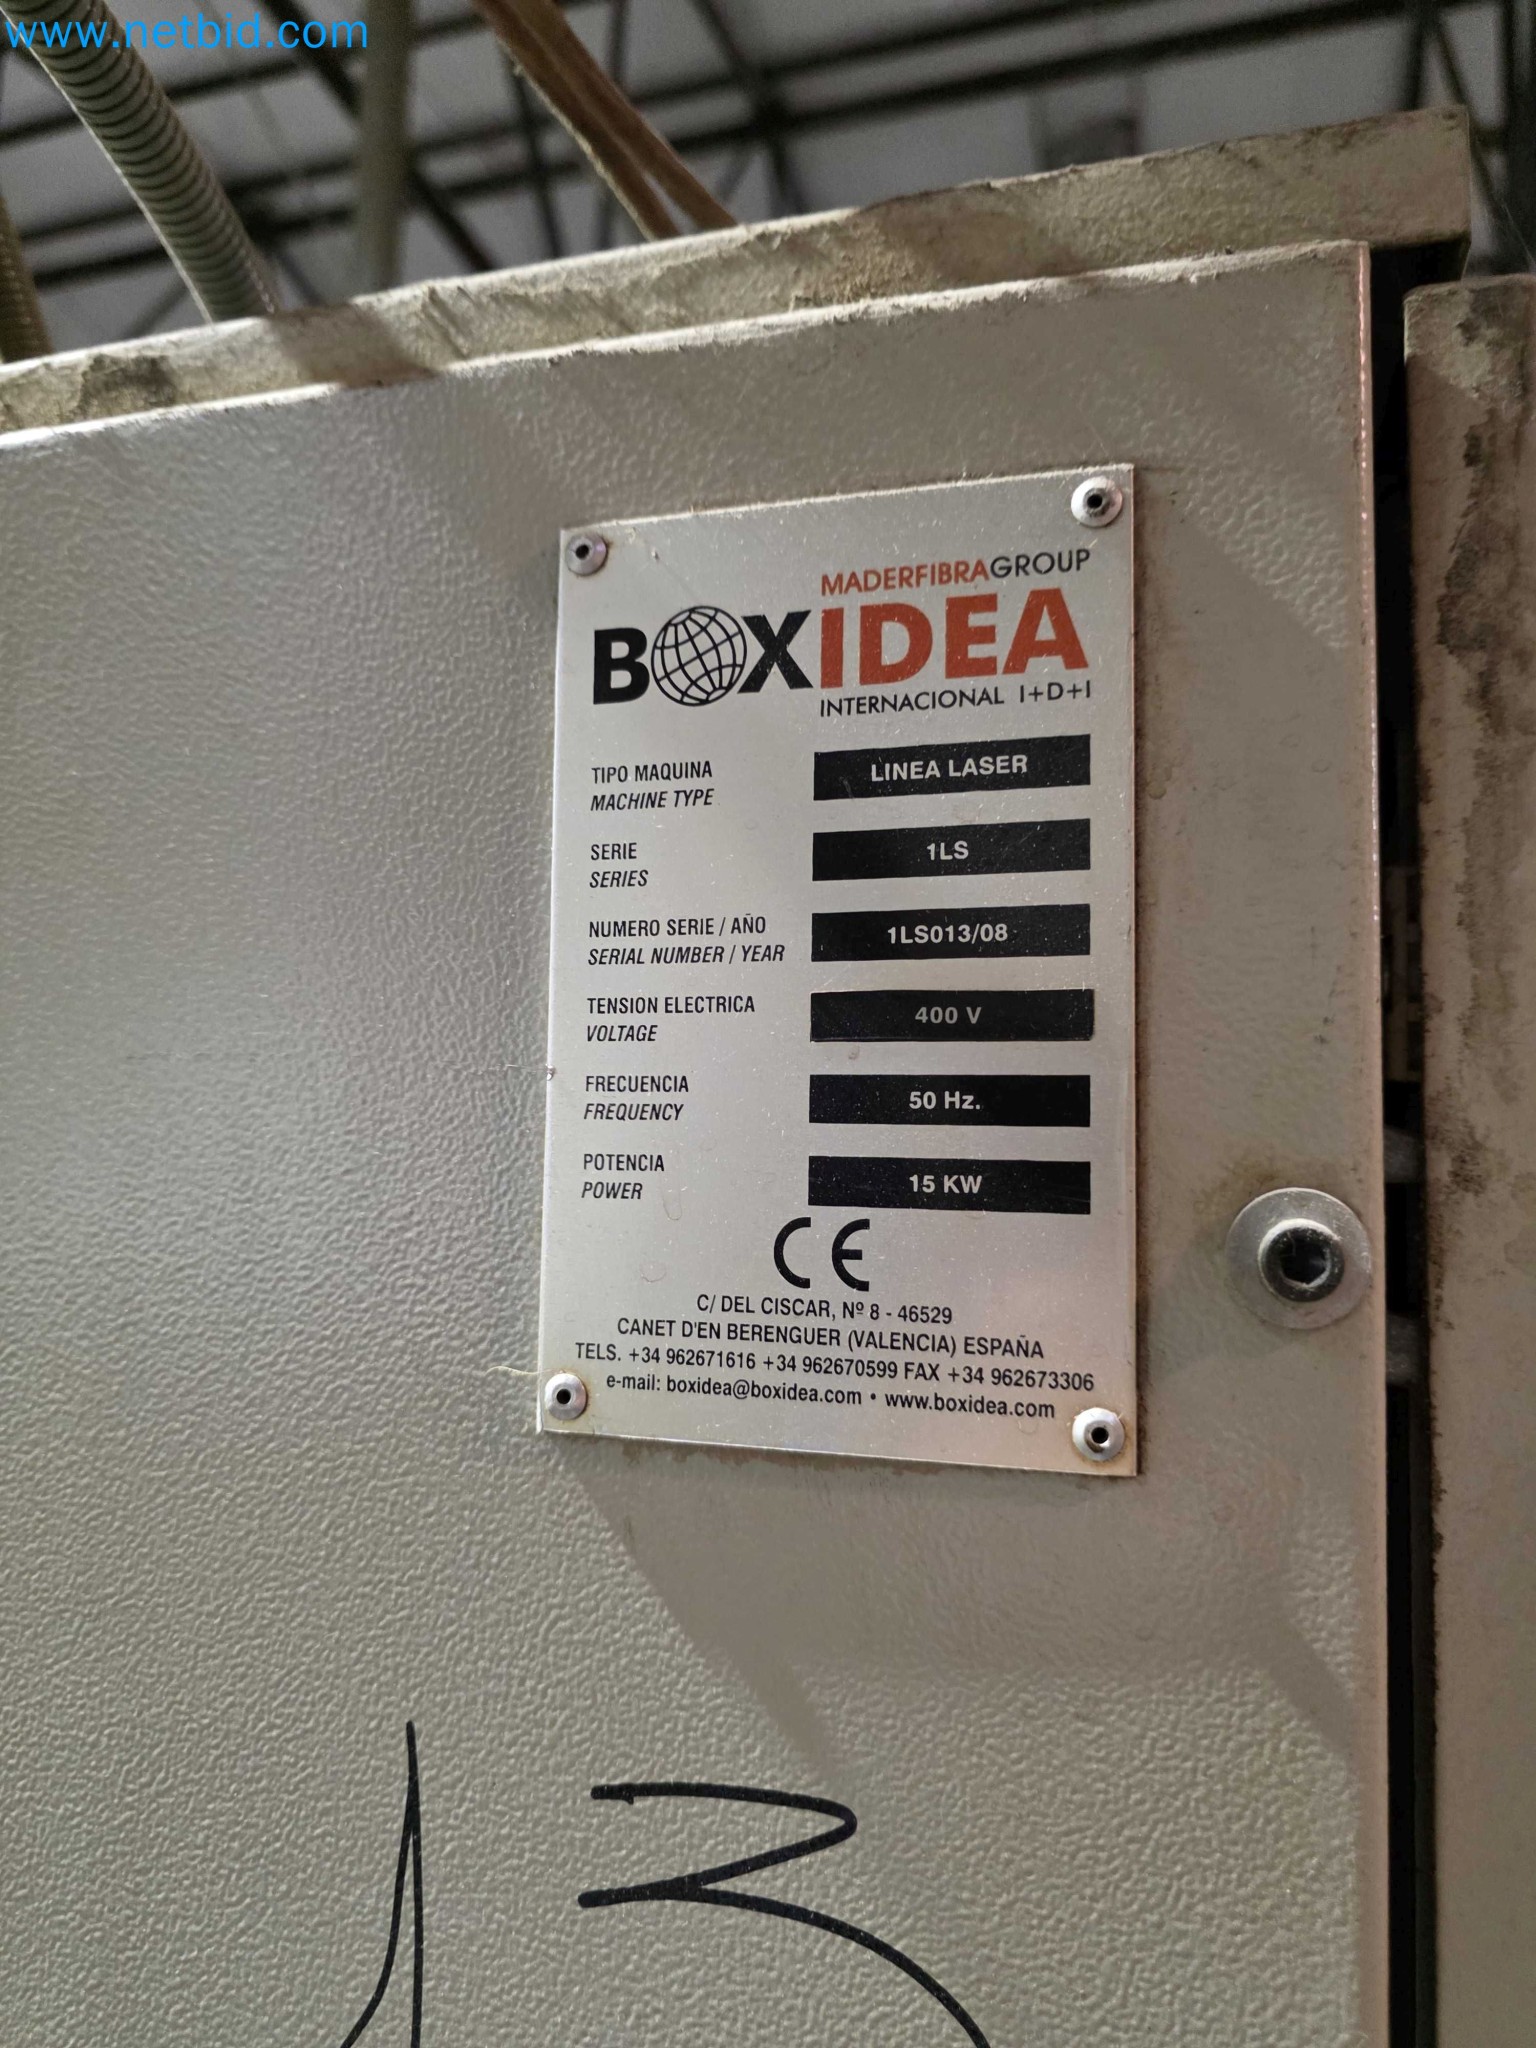 www.netbid.com
MADERFIBRAGROUP
BOXIDEA
INTERNACIONAL I+D+I
TIPO MAQUINA
MACHINE TYPE
LINEA LASER
SERIE
SERIES
1LS
NUMERO SERIE / AÑO
SERIAL NUMBER / YEAR
1LS013/08
TENSION ELECTRICA
VOLTAGE
400 V
FRECUENCIA
FREQUENCY
50 Hz.
POTENCIA
POWER
15 KW
CE
C/ DEL CISCAR, Nº 8 - 46529
CANET D'EN BERENGUER (VALENCIA) ESPAÑA
TELS. +34 962671616 +34 962670599 FAX +34 962673306
e-mail: boxidea@boxidea.com • www.boxidea.com